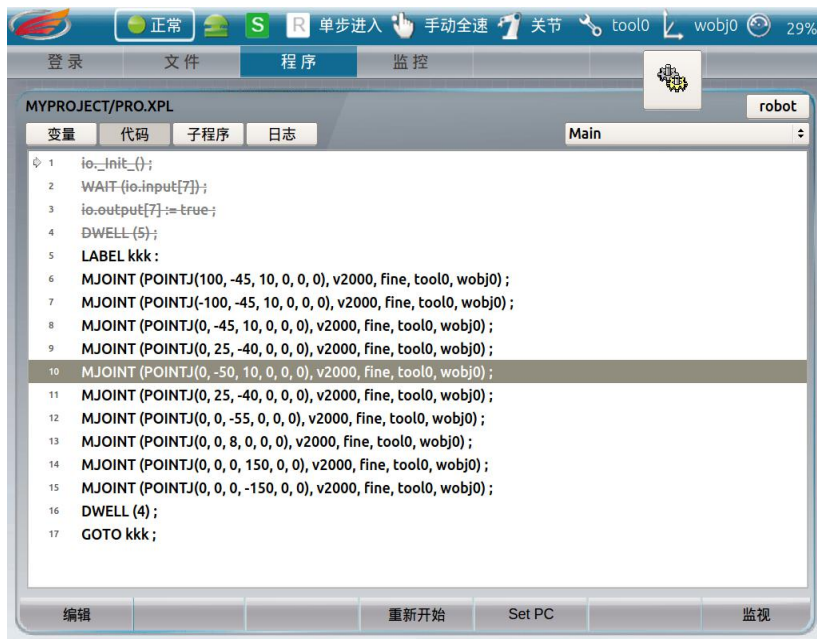 正常 S R 单步进入 手动全速 关节 tool0 wobj0 29%
登录 文件 程序 监控
MYPROJECT/PRO.XPL robot
变量 代码 子程序 日志 Main
1 io._Init_() ;
2 WAIT (io.input[7]) ;
3 io.output[7] := true ;
4 DWELL (5) ;
5 LABEL kkk :
6 MJOINT (POINTJ(100, -45, 10, 0, 0, 0), v2000, fine, tool0, wobj0) ;
7 MJOINT (POINTJ(-100, -45, 10, 0, 0, 0), v2000, fine, tool0, wobj0) ;
8 MJOINT (POINTJ(0, -45, 10, 0, 0, 0), v2000, fine, tool0, wobj0) ;
9 MJOINT (POINTJ(0, 25, -40, 0, 0, 0), v2000, fine, tool0, wobj0) ;
10 MJOINT (POINTJ(0, -50, 10, 0, 0, 0), v2000, fine, tool0, wobj0) ;
11 MJOINT (POINTJ(0, 25, -40, 0, 0, 0), v2000, fine, tool0, wobj0) ;
12 MJOINT (POINTJ(0, 0, -55, 0, 0, 0), v2000, fine, tool0, wobj0) ;
13 MJOINT (POINTJ(0, 0, 8, 0, 0, 0), v2000, fine, tool0, wobj0) ;
14 MJOINT (POINTJ(0, 0, 0, 150, 0, 0), v2000, fine, tool0, wobj0) ;
15 MJOINT (POINTJ(0, 0, 0, -150, 0, 0), v2000, fine, tool0, wobj0) ;
16 DWELL (4) ;
17 GOTO kkk ;
编辑 重新开始 Set PC 监视